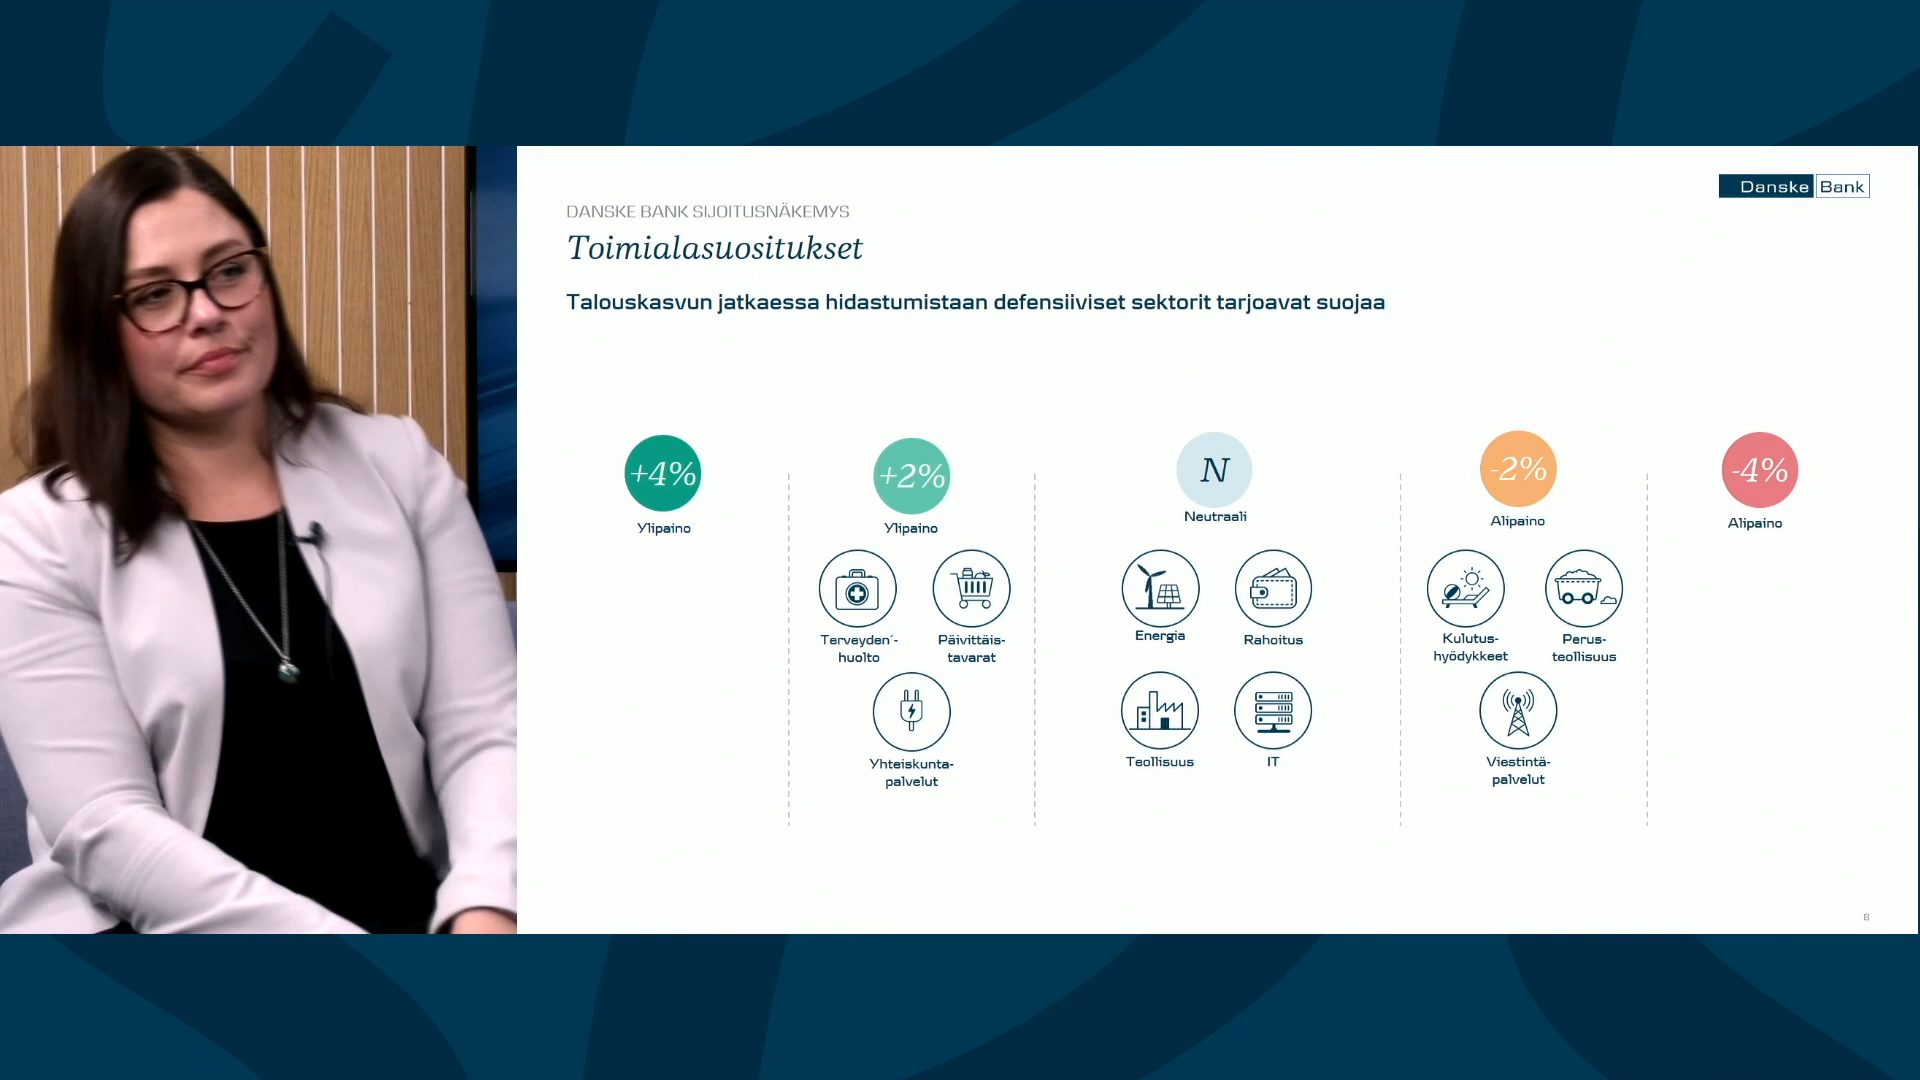 Danske Bank
DANSKE BANK SIJOITUSNÄKEMYS
Toimialasuositukset
Talouskasvun jatkaessa hidastumistaan defensiiviset sektorit tarjoavat suojaa
+4%
Ylipaino
+2%
Ylipaino
N
Neutraali
-2%
Alipaino
-4%
Alipaino
Terveyden´-
huolto
Päivittäis-
tavarat
Yhteiskunta-
palvelut
Energia
Rahoitus
Teollisuus
IT
Kulutus-
hyödykkeet
Perus-
teollisuus
Viestintä-
palvelut
8